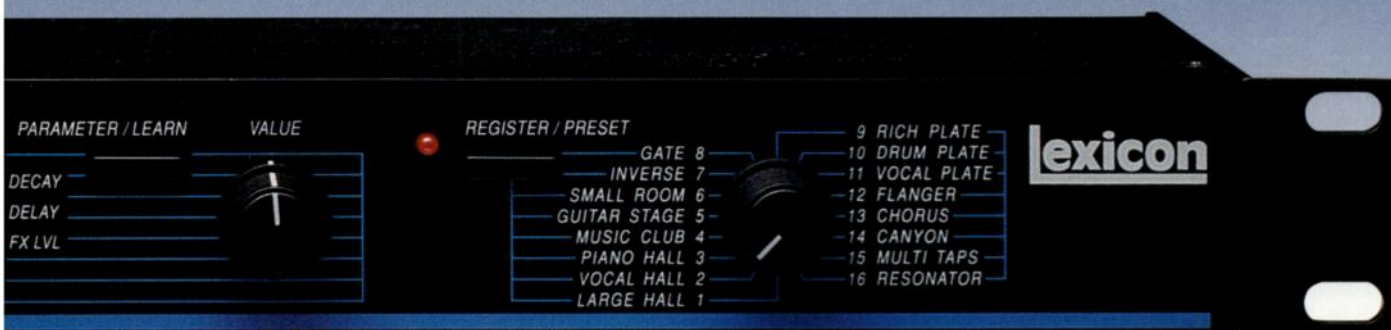 PARAMETER / LEARN
VALUE
DECAY
DELAY
FX LVL
REGISTER / PRESET
GATE 8
INVERSE 7
SMALL ROOM 6
GUITAR STAGE 5
MUSIC CLUB 4
PIANO HALL 3
VOCAL HALL 2
LARGE HALL 1
9 RICH PLATE
10 DRUM PLATE
11 VOCAL PLATE
12 FLANGER
13 CHORUS
14 CANYON
15 MULTI TAPS
16 RESONATOR
lexicon